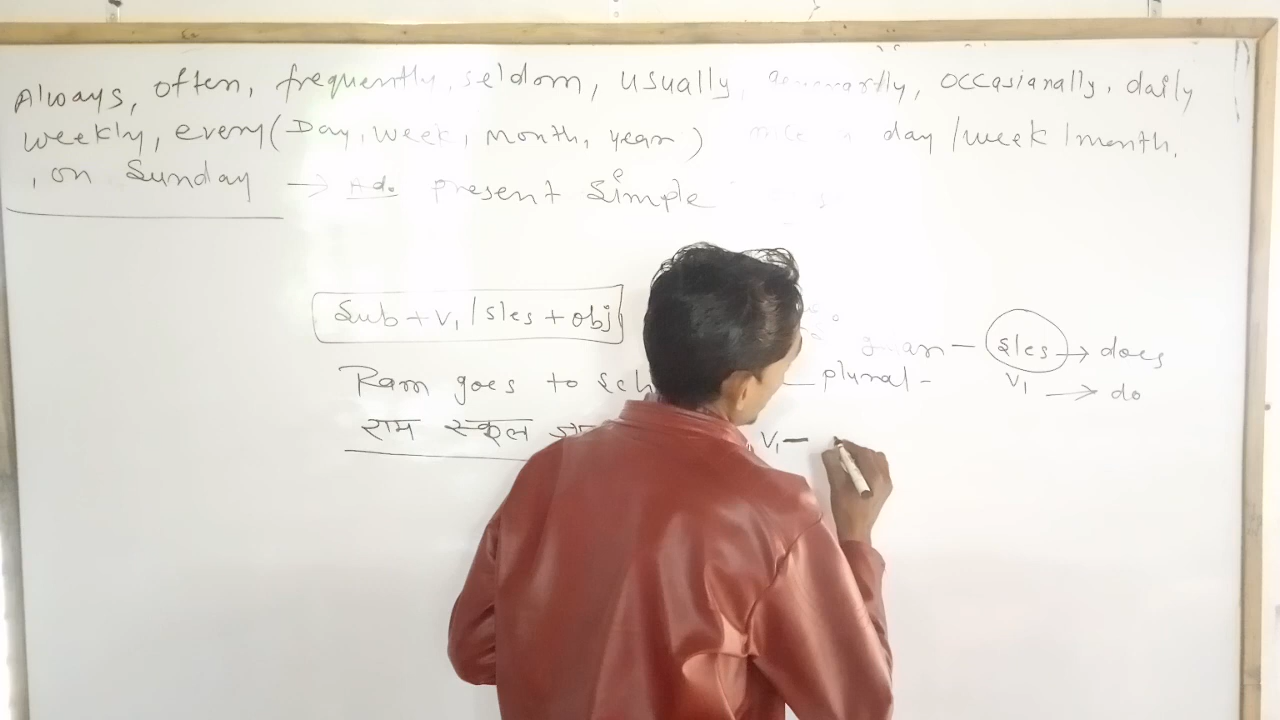 Always, often, frequently, seldom, usually, occasianally, daily
weekly, every (Day, week, month, year) day / week / month,
, on Sunday → Ad. present Simple
Sub + V1 / s/es + obj
s/es → does
Ram goes to sch plural -
V1 → do
राम स्कूल
V1 -